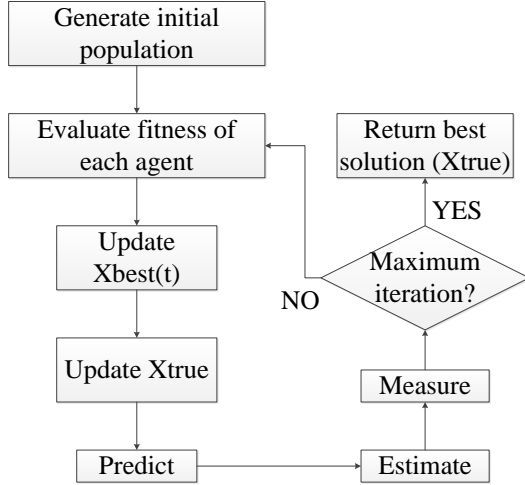 Generate initial
population
Evaluate fitness of
each agent
Update
Xbest(t)
Update Xtrue
Predict
Estimate
Measure
Maximum
iteration?
NO
YES
Return best
solution (Xtrue)